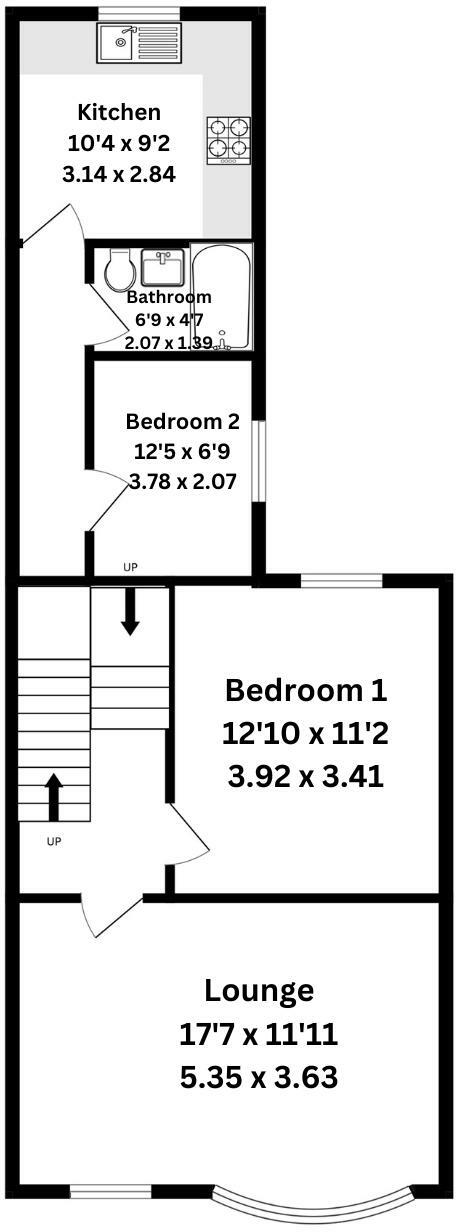 Kitchen
10'4 x 9'2
3.14 x 2.84
Bathroom
6'9 x 4'7
2.07 x 1.39
Bedroom 2
12'5 x 6'9
3.78 x 2.07
UP
Bedroom 1
12'10 x 11'2
3.92 x 3.41
UP
Lounge
17'7 x 11'11
5.35 x 3.63